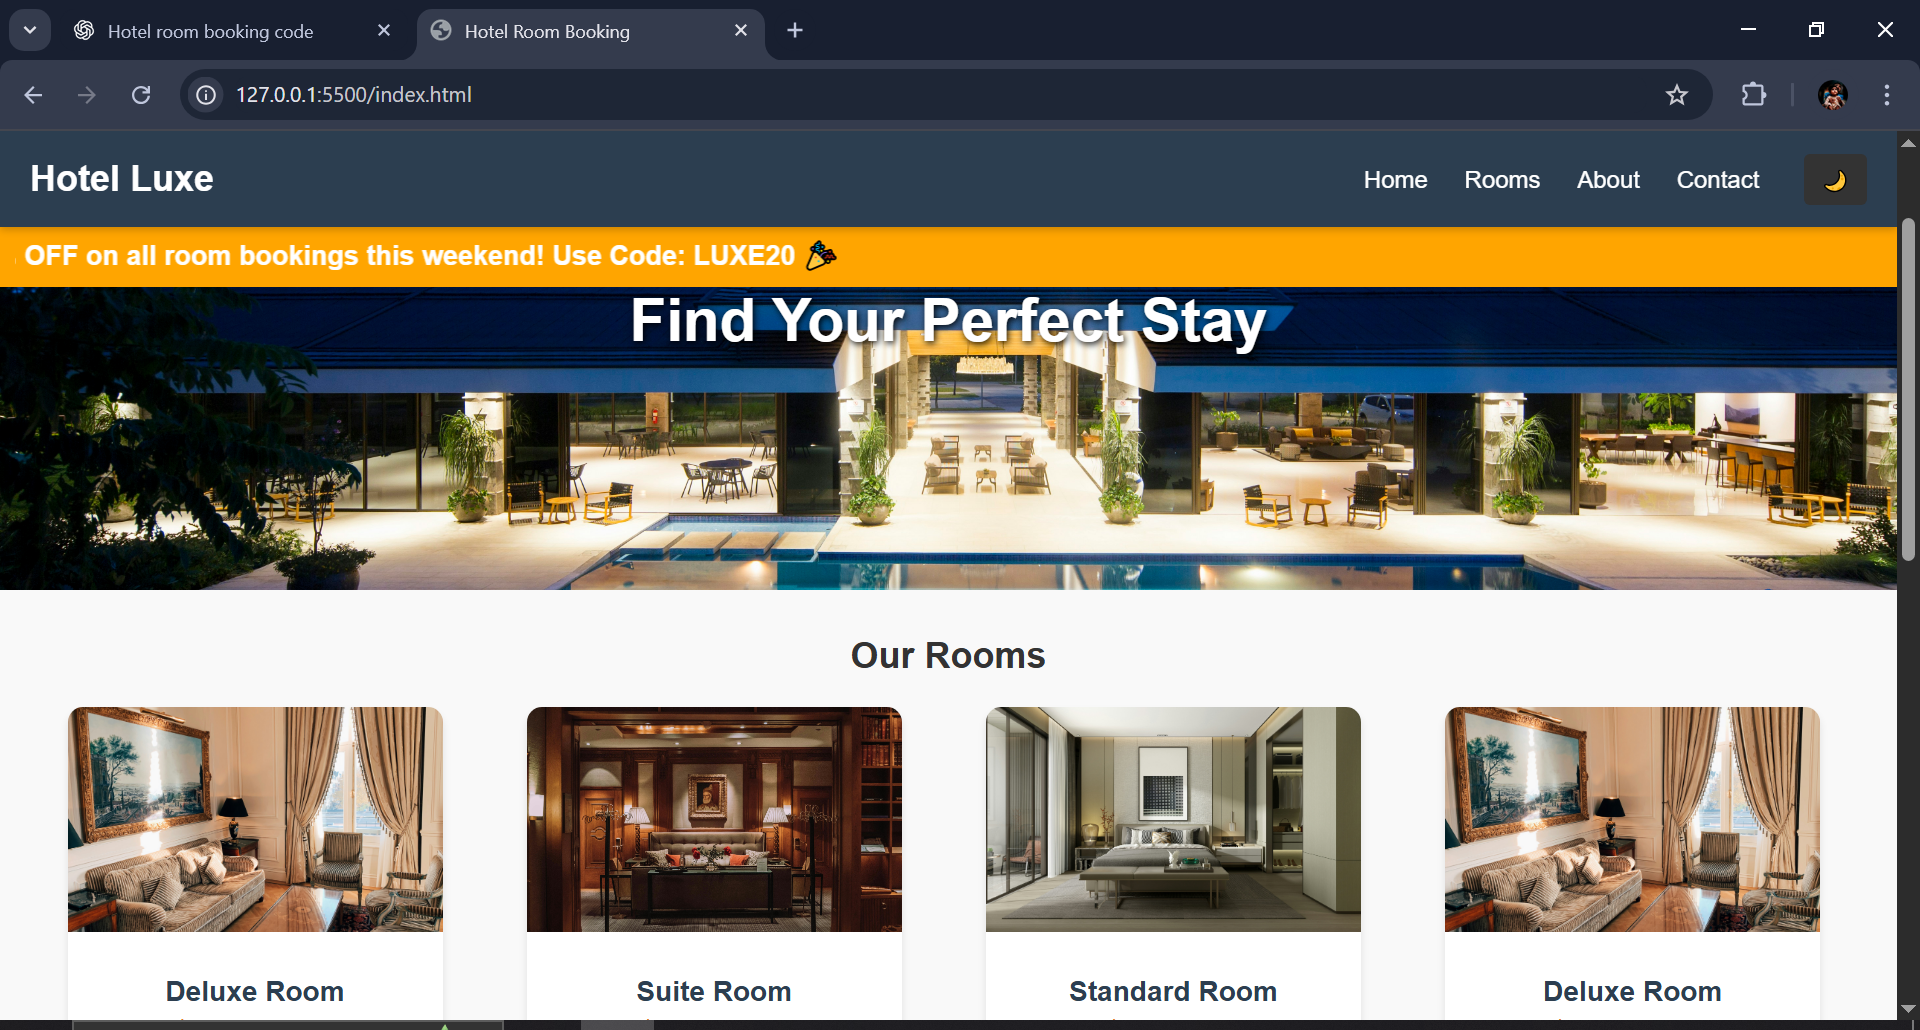 Hotel room booking code
Hotel Room Booking
127.0.0.1:5500/index.html
Hotel Luxe
Home Rooms About Contact
OFF on all room bookings this weekend! Use Code: LUXE20 🎉
Find Your Perfect Stay
Our Rooms
Deluxe Room
Suite Room
Standard Room
Deluxe Room